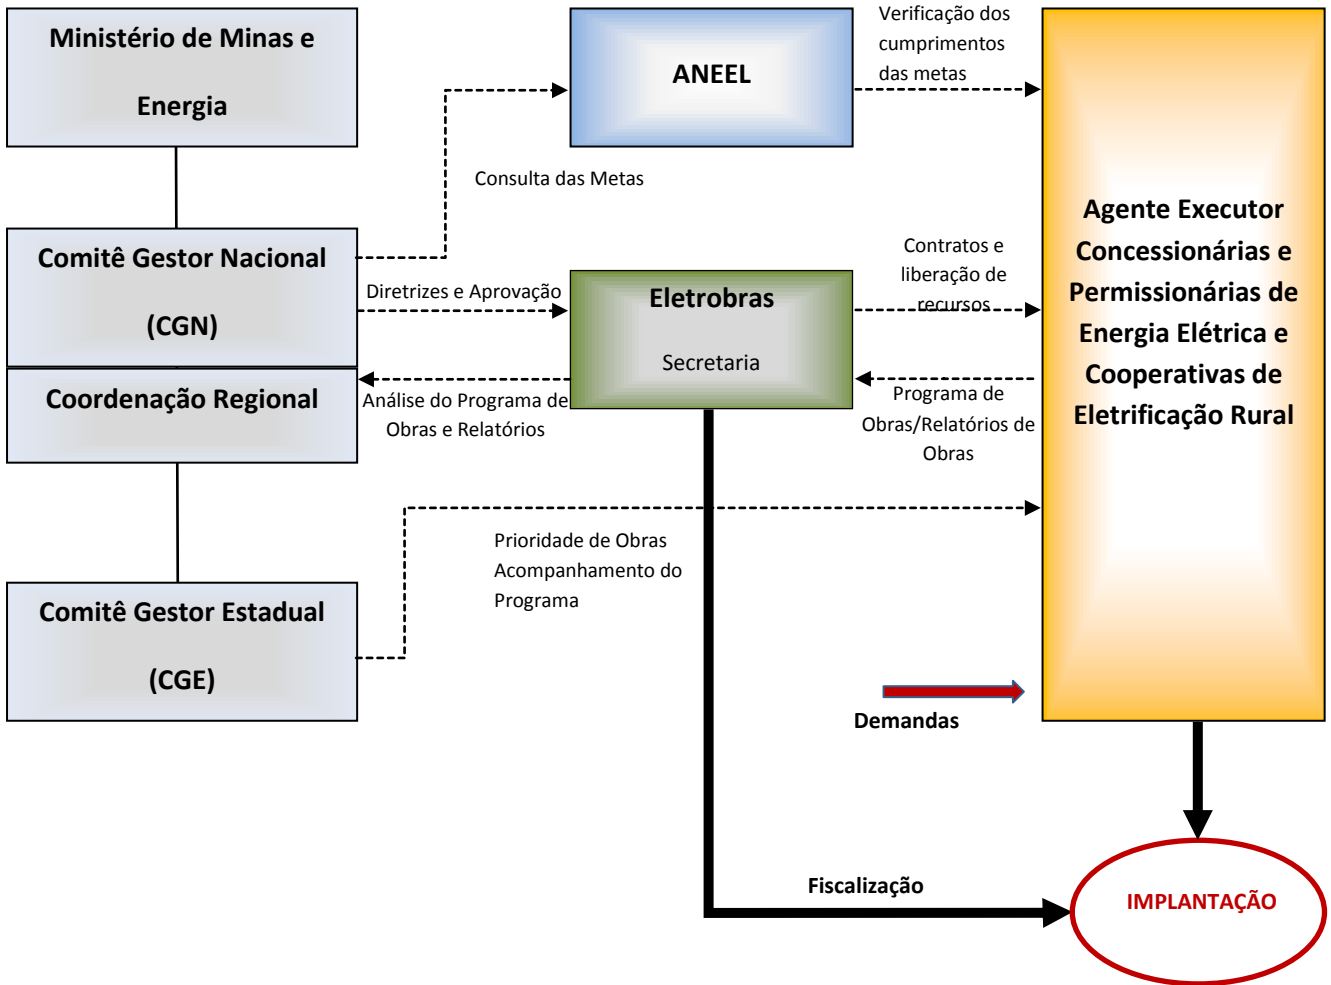 Ministério de Minas e
Energia
ANEEL
Verificação dos
cumprimentos
das metas
Consulta das Metas
Comitê Gestor Nacional
(CGN)
Coordenação Regional
Diretrizes e Aprovação
Análise do Programa de
Obras e Relatórios
Eletrobras
Secretaria
Contratos e
liberação de
recursos
Programa de
Obras/Relatórios de
Obras
Agente Executor
Concessionárias e
Permissionárias de
Energia Elétrica e
Cooperativas de
Eletrificação Rural
Prioridade de Obras
Acompanhamento do
Programa
Comitê Gestor Estadual
(CGE)
Demandas
Fiscalização
IMPLANTAÇÃO